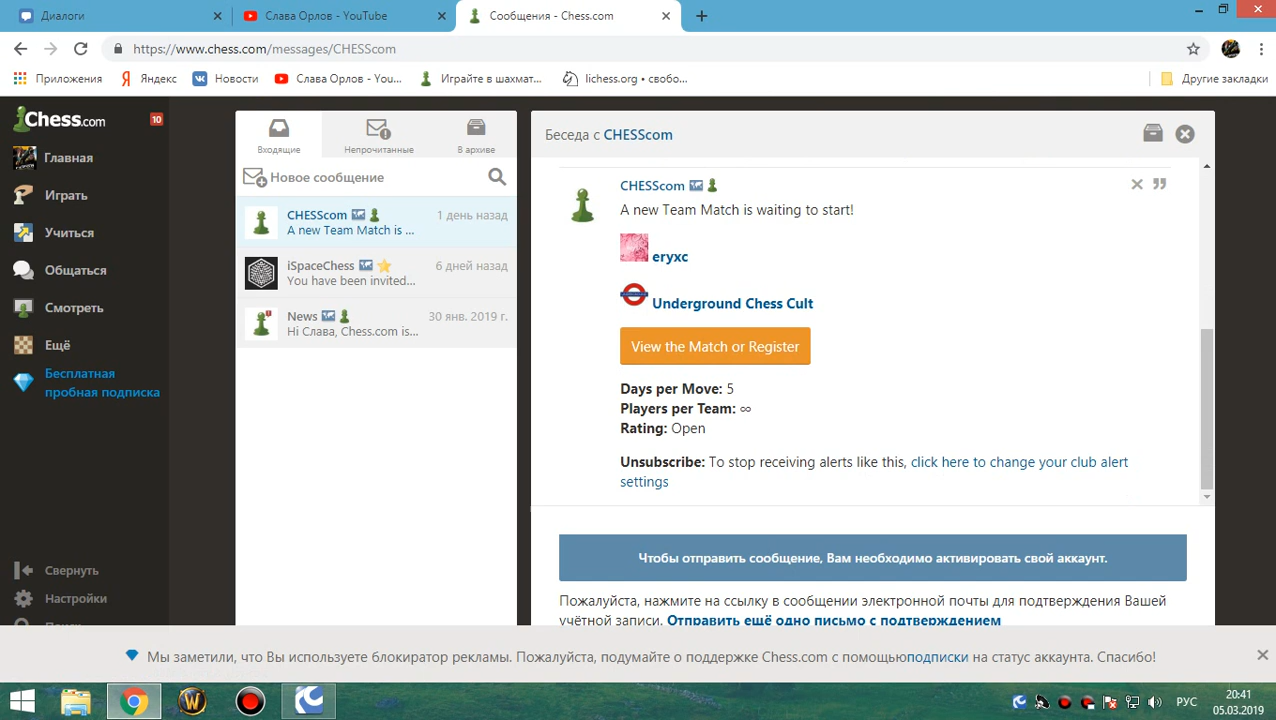 Диалоги
Слава Орлов - YouTube
Сообщения - Chess.com
https://www.chess.com/messages/CHESScom
Приложения
Яндекс
Новости
Слава Орлов - You...
Играйте в шахмат...
lichess.org • свобо...
Другие закладки
Chess.com
10
Главная
Играть
Учиться
Общаться
Смотреть
Ещё
Бесплатная
пробная подписка
Свернуть
Настройки
Входящие
Непрочитанные
В архиве
Новое сообщение
CHESScom
1 день назад
A new Team Match is ...
iSpaceChess
6 дней назад
You have been invited...
News
30 янв. 2019 г.
Hi Слава, Chess.com is...
Беседа с CHESScom
CHESScom
A new Team Match is waiting to start!
eryxc
Underground Chess Cult
View the Match or Register
Days per Move: 5
Players per Team: ∞
Rating: Open
Unsubscribe: To stop receiving alerts like this, click here to change your club alert
settings
Чтобы отправить сообщение, Вам необходимо активировать свой аккаунт.
Пожалуйста, нажмите на ссылку в сообщении электронной почты для подтверждения Вашей
учётной записи. Отправить ещё одно письмо с подтверждением
Мы заметили, что Вы используете блокиратор рекламы. Пожалуйста, подумайте о поддержке Chess.com с помощьюподписки на статус аккаунта. Спасибо!
РУС
20:41
05.03.2019